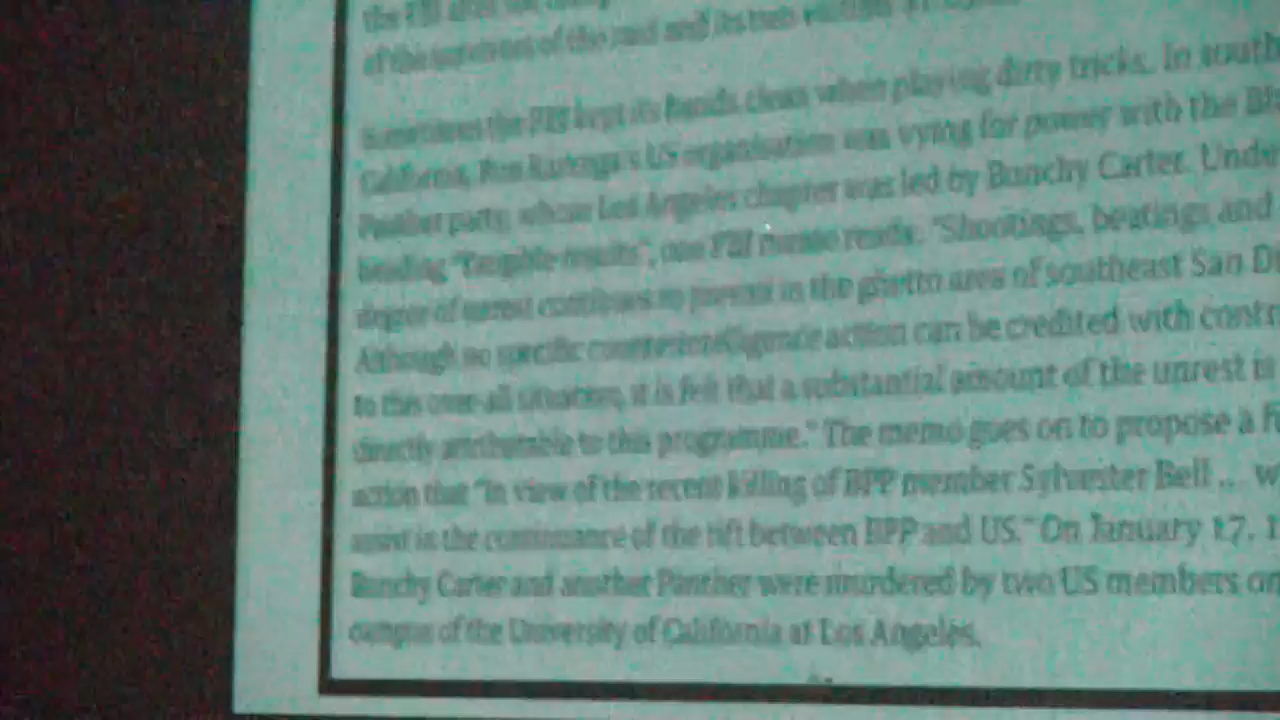 the FBI
of the
Sometimes the FBI kept its hands clean when playing dirty tricks. In south
California, Ron Karenga's US organisation was vying for power with the Bl
Panther party, whose Los Angeles chapter was led by Bunchy Carter. Unde
heading "Tangible results", one FBI memo reads: "Shootings, beatings and
degree of unrest continues to prevail in the ghetto area of southeast San D
Although no specific counterintelligence action can be credited with contr
to this over-all situation, it is felt that a substantial amount of the unrest is
directly attributable to this programme." The memo goes on to propose a
action that "in view of the recent killing of BPP member Sylvester Bell ... w
assist in the continuance of the rift between BPP and US." On January 17, 1
Bunchy Carter and another Panther were murdered by two US members on
campus of the University of California at Los Angeles.